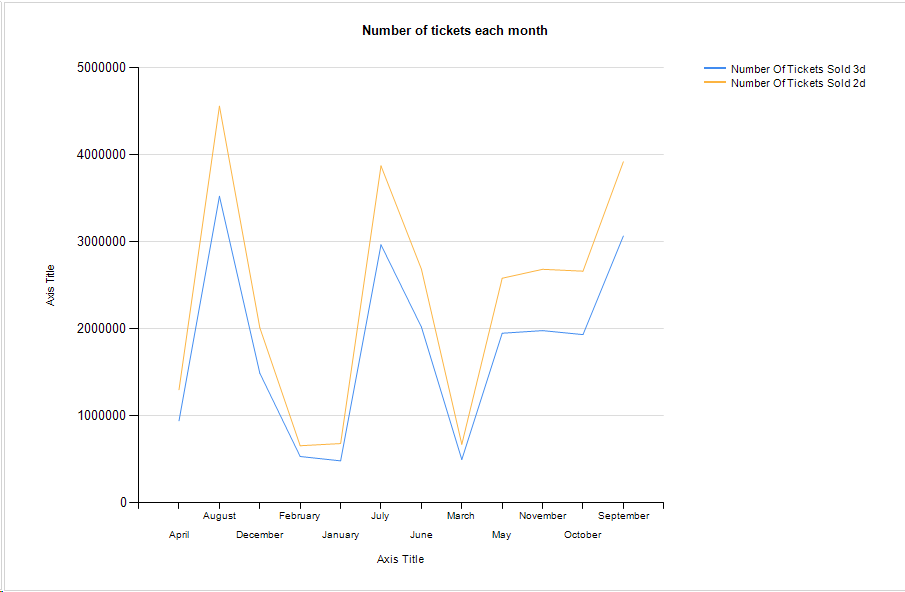 Number of tickets each month
Number Of Tickets Sold 3d
Number Of Tickets Sold 2d
5000000
4000000
3000000
2000000
1000000
0
Axis Title
August February July March November September
April December January June May October
Axis Title